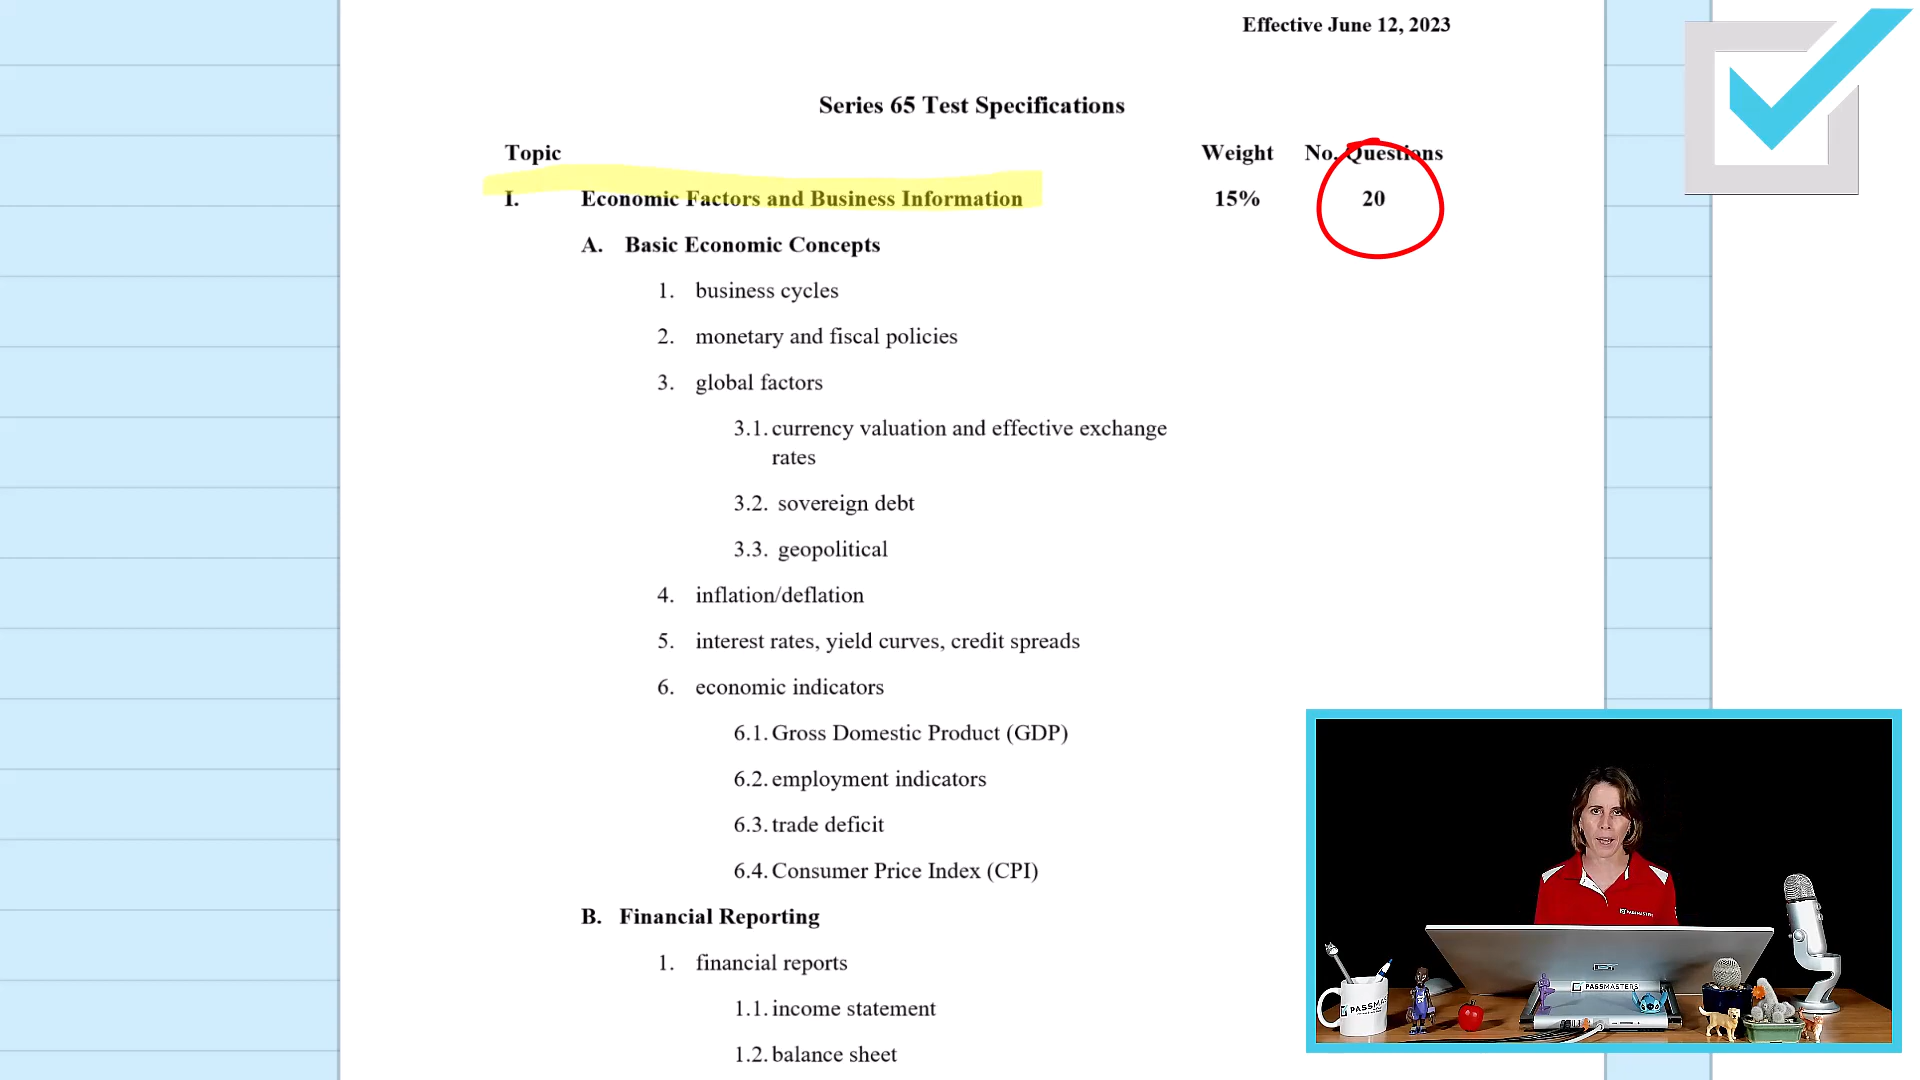 Effective June 12, 2023
Series 65 Test Specifications
Topic Weight No. Questions
I. Economic Factors and Business Information 15% 20
A. Basic Economic Concepts
1. business cycles
2. monetary and fiscal policies
3. global factors
3.1. currency valuation and effective exchange
rates
3.2. sovereign debt
3.3. geopolitical
4. inflation/deflation
5. interest rates, yield curves, credit spreads
6. economic indicators
6.1. Gross Domestic Product (GDP)
6.2. employment indicators
6.3. trade deficit
6.4. Consumer Price Index (CPI)
B. Financial Reporting
1. financial reports
1.1. income statement
1.2. balance sheet
PASSMASTERS
PASSMASTERS
PASSMAS